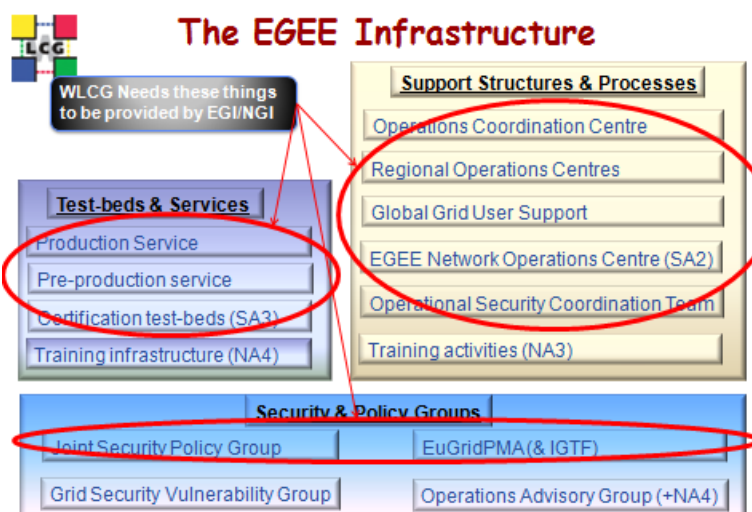 The EGEE Infrastructure
LCG
WLCG Needs these things
to be provided by EGI/NGI
Support Structures & Processes
Operations Coordination Centre
Regional Operations Centres
Global Grid User Support
EGEE Network Operations Centre (SA2)
Operational Security Coordination Team
Training activities (NA3)
Test-beds & Services
Production Service
Pre-production service
Certification test-beds (SA3)
Training infrastructure (NA4)
Security & Policy Groups
Joint Security Policy Group
EuGridPMA (& IGTF)
Grid Security Vulnerability Group
Operations Advisory Group (+NA4)